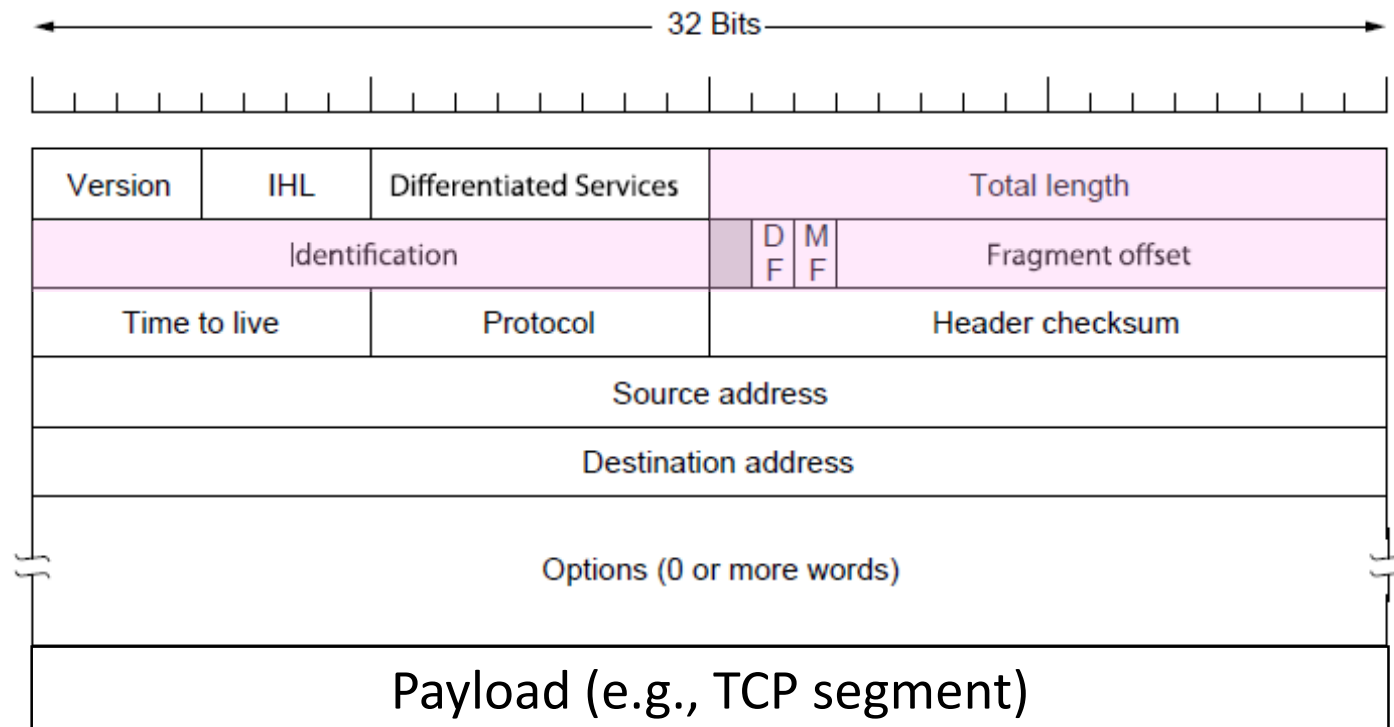 32 Bits
Version IHL Differentiated Services Total length
Identification D F M F Fragment offset
Time to live Protocol Header checksum
Source address
Destination address
Options (0 or more words)
Payload (e.g., TCP segment)